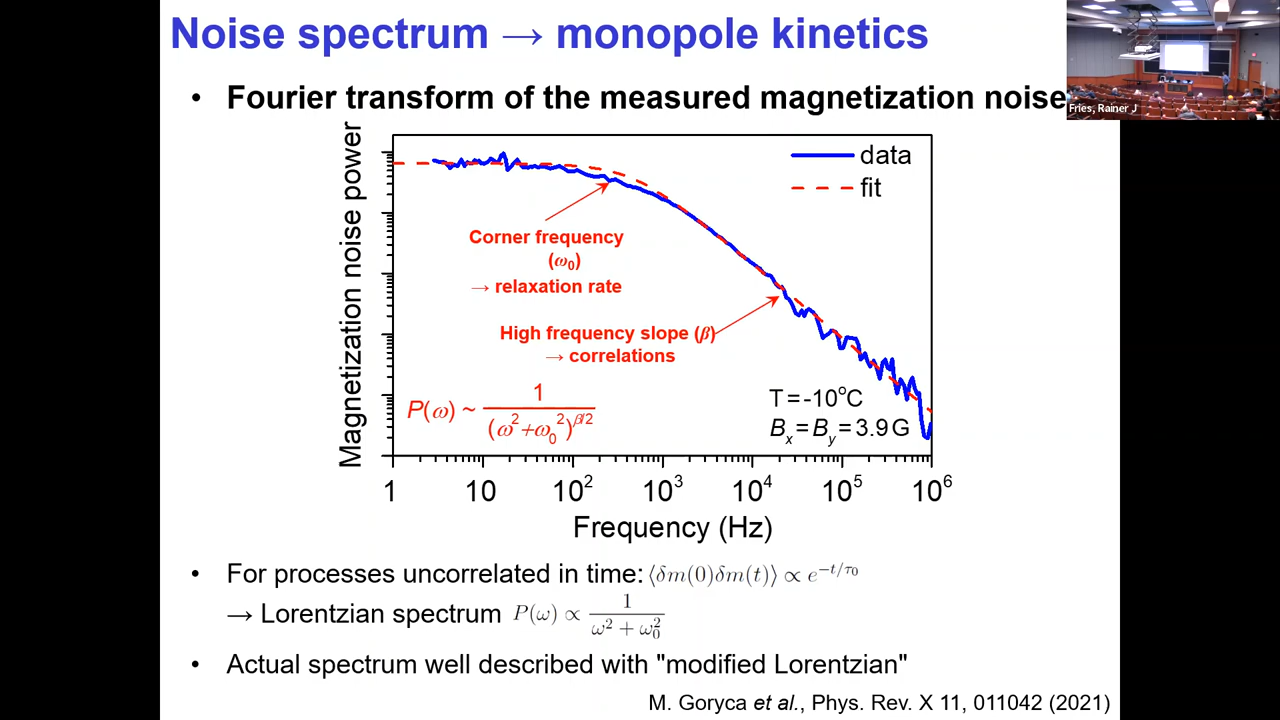 Noise spectrum → monopole kinetics
• Fourier transform of the measured magnetization noise
Fries, Rainer J
Magnetization noise power
data
fit
Corner frequency
(ω₀)
→ relaxation rate
High frequency slope (β)
→ correlations
P(ω) ~ 1/(ω²+ω₀²)^β/2
T = -10°C
Bₓ = Bᵧ = 3.9 G
1 10 10² 10³ 10⁴ 10⁵ 10⁶
Frequency (Hz)
• For processes uncorrelated in time: ⟨δm(0)δm(t)⟩ ∝ e^−t/τ₀
→ Lorentzian spectrum P(ω) ∝ 1/(ω² + ω₀²)
• Actual spectrum well described with "modified Lorentzian"
M. Goryca et al., Phys. Rev. X 11, 011042 (2021)